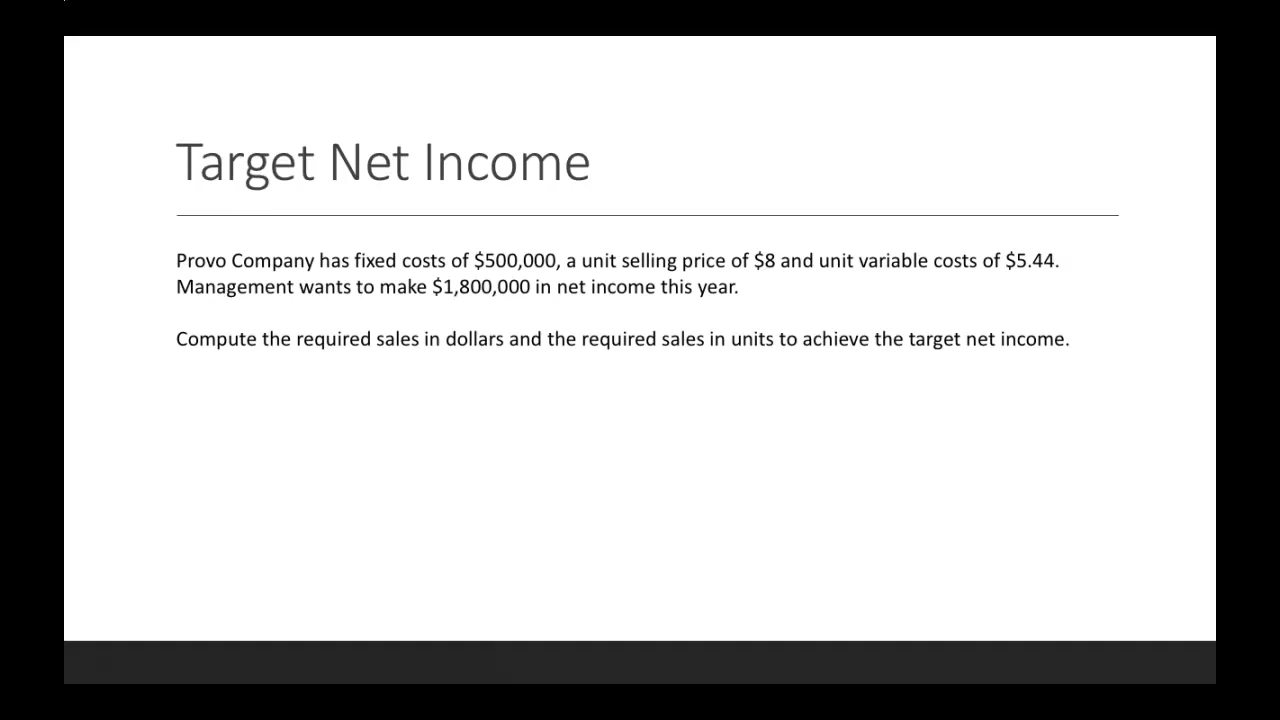 Target Net Income
Provo Company has fixed costs of $500,000, a unit selling price of $8 and unit variable costs of $5.44.
Management wants to make $1,800,000 in net income this year.
Compute the required sales in dollars and the required sales in units to achieve the target net income.